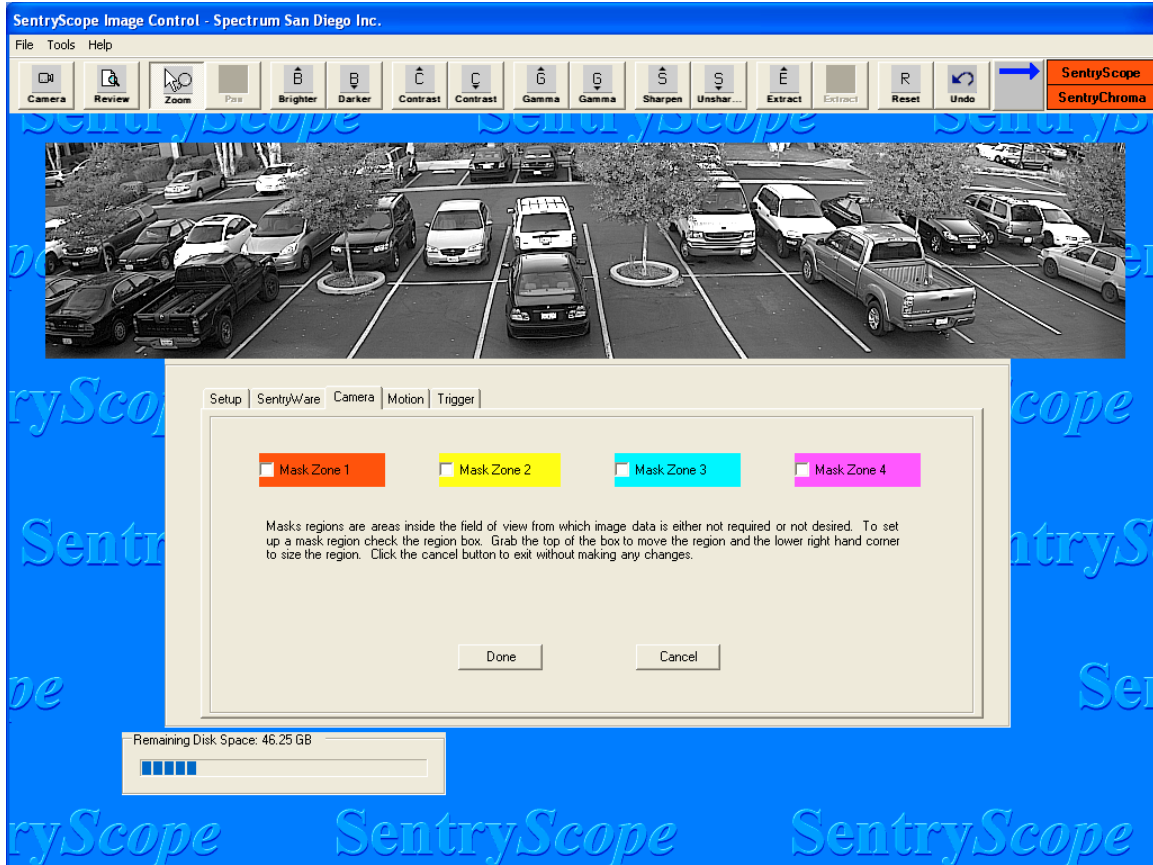 SentryScope Image Control - Spectrum San Diego Inc.
File Tools Help
Camera Review Zoom Pan Brighter Darker Contrast Contrast Gamma Gamma Sharpen Unshar... Extract Extract Reset Undo
SentryScope
SentryChroma
Setup SentryWare Camera Motion Trigger
Mask Zone 1 Mask Zone 2 Mask Zone 3 Mask Zone 4
Masks regions are areas inside the field of view from which image data is either not required or not desired. To set
up a mask region check the region box. Grab the top of the box to move the region and the lower right hand corner
to size the region. Click the cancel button to exit without making any changes.
Done Cancel
Remaining Disk Space: 46.25 GB
ryScope SentryScope SentryScope